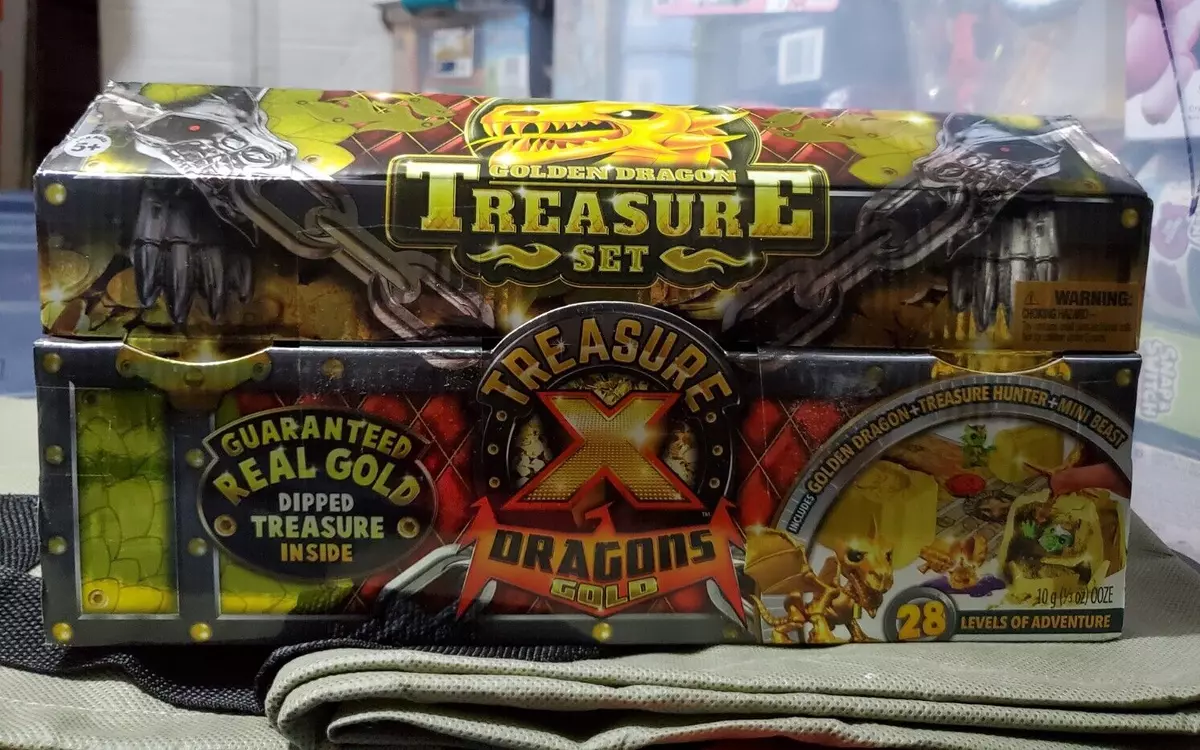 5+
GOLDEN DRAGON
TREASURE
SET
WARNING:
CHOKING HAZARD –
TREASURE
X
™
DRAGONS
GOLD
GUARANTEED
REAL GOLD
DIPPED
TREASURE
INSIDE
INCLUDES GOLDEN DRAGON+TREASURE HUNTER+MINI BEAST
10 g (⅓ oz) OOZE
28 LEVELS OF ADVENTURE